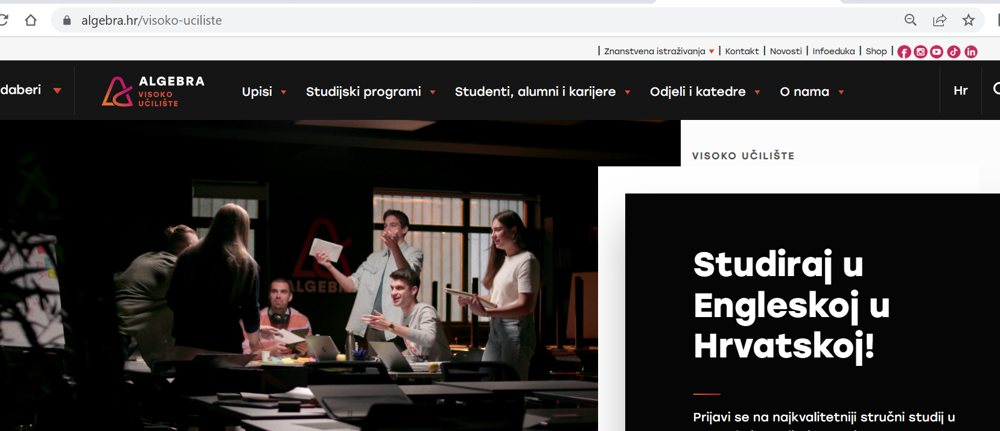 algebra.hr/visoko-uciliste
Znanstvena istraživanja | Kontakt | Novosti | Infoeduka | Shop
daberi
ALGEBRA
VISOKO
UČILIŠTE
Upisi Studijski programi Studenti, alumni i karijere Odjeli i katedre O nama
Hr
VISOKO UČILIŠTE
ALGEBRA
Studiraj u
Engleskoj u
Hrvatskoj!
Prijavi se na najkvalitetniji stručni studij u